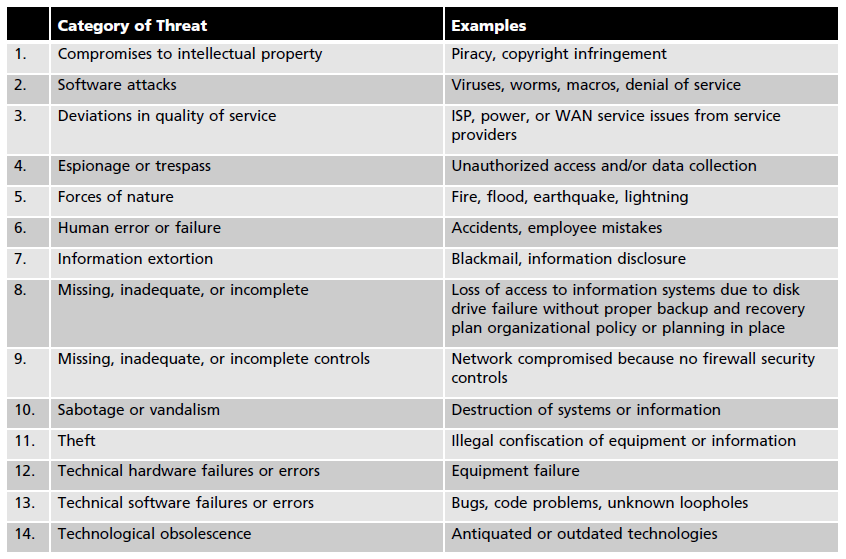 Category of Threat Examples
1. Compromises to intellectual property Piracy, copyright infringement
2. Software attacks Viruses, worms, macros, denial of service
3. Deviations in quality of service ISP, power, or WAN service issues from service
providers
4. Espionage or trespass Unauthorized access and/or data collection
5. Forces of nature Fire, flood, earthquake, lightning
6. Human error or failure Accidents, employee mistakes
7. Information extortion Blackmail, information disclosure
8. Missing, inadequate, or incomplete Loss of access to information systems due to disk
drive failure without proper backup and recovery
plan organizational policy or planning in place
9. Missing, inadequate, or incomplete controls Network compromised because no firewall security
controls
10. Sabotage or vandalism Destruction of systems or information
11. Theft Illegal confiscation of equipment or information
12. Technical hardware failures or errors Equipment failure
13. Technical software failures or errors Bugs, code problems, unknown loopholes
14. Technological obsolescence Antiquated or outdated technologies